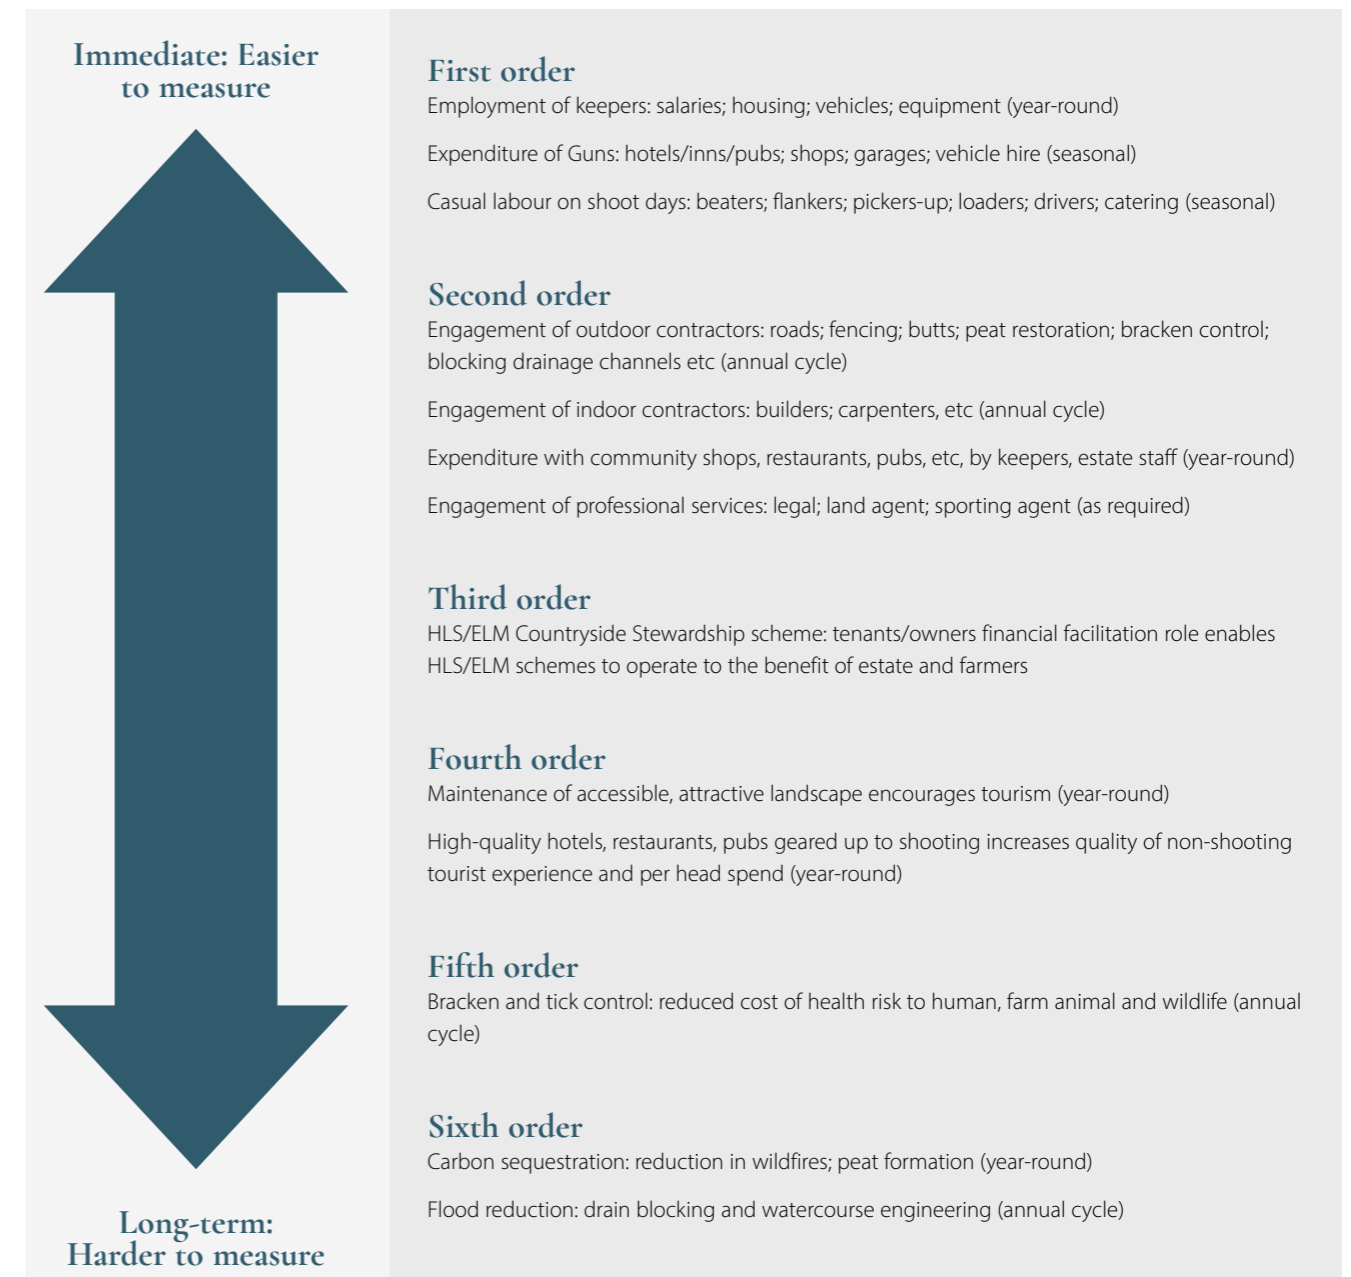 Immediate: Easier
to measure
First order
Employment of keepers: salaries; housing; vehicles; equipment (year-round)
Expenditure of Guns: hotels/inns/pubs; shops; garages; vehicle hire (seasonal)
Casual labour on shoot days: beaters; flankers; pickers-up; loaders; drivers; catering (seasonal)
Second order
Engagement of outdoor contractors: roads; fencing; butts; peat restoration; bracken control;
blocking drainage channels etc (annual cycle)
Engagement of indoor contractors: builders; carpenters, etc (annual cycle)
Expenditure with community shops, restaurants, pubs, etc, by keepers, estate staff (year-round)
Engagement of professional services: legal; land agent; sporting agent (as required)
Third order
HLS/ELM Countryside Stewardship scheme: tenants/owners financial facilitation role enables
HLS/ELM schemes to operate to the benefit of estate and farmers
Fourth order
Maintenance of accessible, attractive landscape encourages tourism (year-round)
High-quality hotels, restaurants, pubs geared up to shooting increases quality of non-shooting
tourist experience and per head spend (year-round)
Fifth order
Bracken and tick control: reduced cost of health risk to human, farm animal and wildlife (annual
cycle)
Sixth order
Carbon sequestration: reduction in wildfires; peat formation (year-round)
Flood reduction: drain blocking and watercourse engineering (annual cycle)
Long-term:
Harder to measure